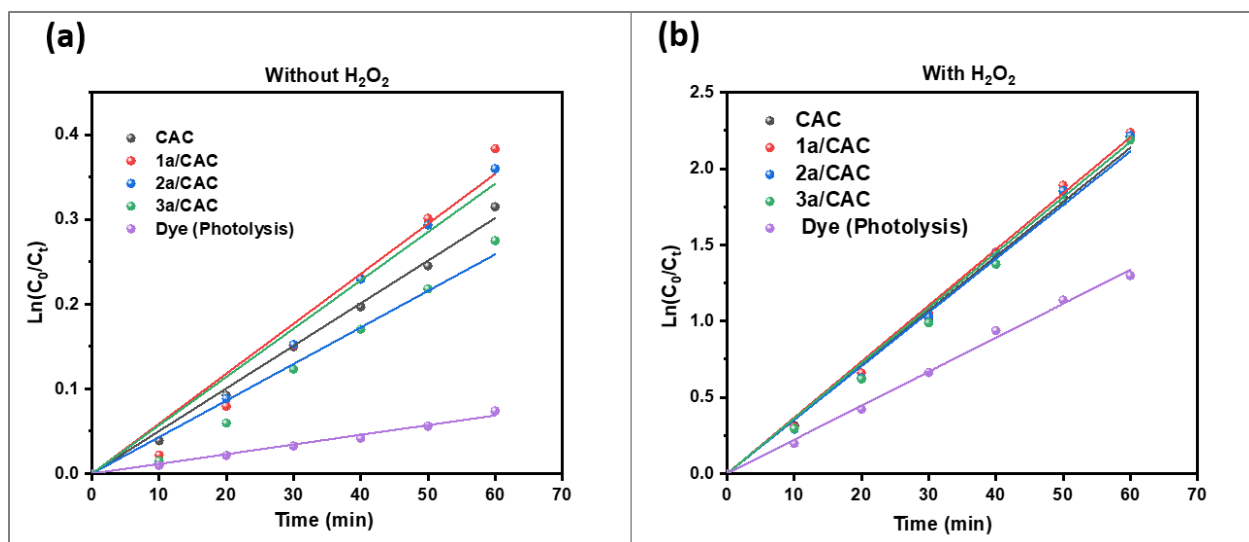 (a)
Without H₂O₂
CAC
1a/CAC
2a/CAC
3a/CAC
Dye (Photolysis)
Ln(C₀/Cₜ)
0.4
0.3
0.2
0.1
0.0
0 10 20 30 40 50 60 70
Time (min)
(b)
With H₂O₂
CAC
1a/CAC
2a/CAC
3a/CAC
Dye (Photolysis)
Ln(C₀/Cₜ)
2.5
2.0
1.5
1.0
0.5
0.0
0 10 20 30 40 50 60 70
Time (min)